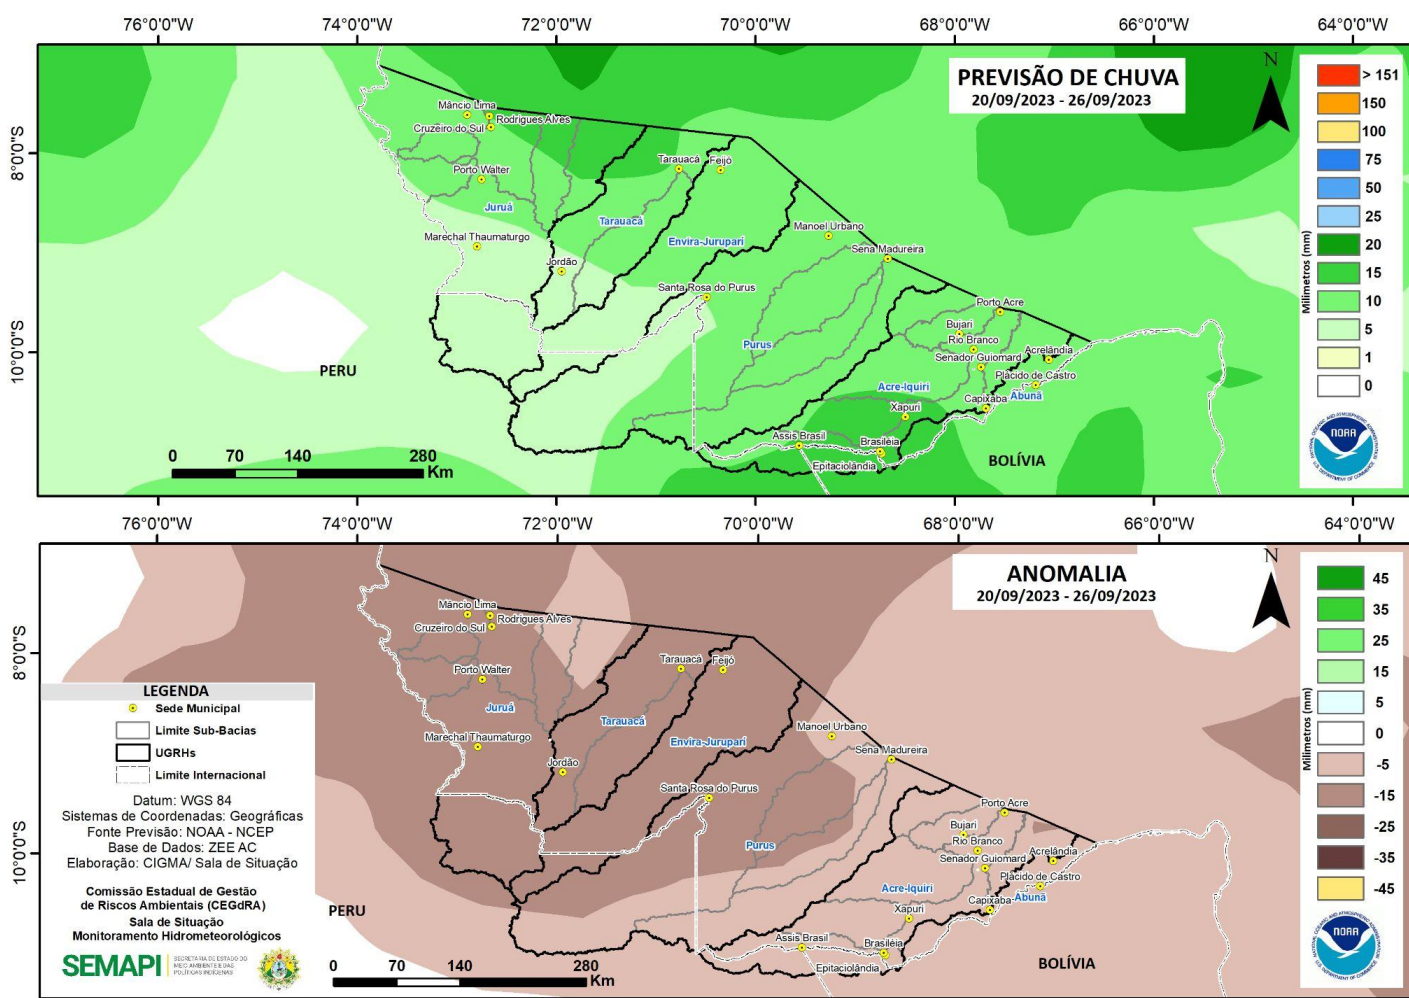 76°0'0"W 74°0'0"W 72°0'0"W 70°0'0"W 68°0'0"W 66°0'0"W 64°0'0"W
8°0'0"S
10°0'0"S
PREVISÃO DE CHUVA
20/09/2023 - 26/09/2023
N
Milimetros (mm)
> 151
150
100
75
50
25
20
15
10
5
1
0
NOAA
Mâncio Lima
Rodrigues Alves
Cruzeiro do Sul
Porto Walter
Juruá
Marechal Thaumaturgo
Jordão
Tarauacá
Feijó
Tarauacá
Envira-Jurupari
Manoel Urbano
Sena Madureira
Santa Rosa do Purus
Purus
Porto Acre
Bujari
Rio Branco
Senador Guiomard
Acrelândia
Plácido de Castro
Acre-Iquiri
Capixaba
Abunã
Xapuri
Assis Brasil
Brasiléia
Epitaciolândia
PERU
BOLÍVIA
0 70 140 280
Km
76°0'0"W 74°0'0"W 72°0'0"W 70°0'0"W 68°0'0"W 66°0'0"W 64°0'0"W
8°0'0"S
10°0'0"S
ANOMALIA
20/09/2023 - 26/09/2023
N
Milimetros (mm)
45
35
25
15
5
0
-5
-15
-25
-35
-45
NOAA
Mâncio Lima
Rodrigues Alves
Cruzeiro do Sul
Porto Walter
Juruá
Marechal Thaumaturgo
Jordão
Tarauacá
Feijó
Tarauacá
Envira-Jurupari
Manoel Urbano
Sena Madureira
Santa Rosa do Purus
Purus
Porto Acre
Bujari
Rio Branco
Senador Guiomard
Acrelândia
Plácido de Castro
Acre-Iquiri
Capixaba
Abunã
Xapuri
Assis Brasil
Brasiléia
Epitaciolândia
PERU
BOLÍVIA
0 70 140 280
Km
LEGENDA
Sede Municipal
Limite Sub-Bacias
UGRHs
Limite Internacional
Datum: WGS 84
Sistemas de Coordenadas: Geográficas
Fonte Previsão: NOAA - NCEP
Base de Dados: ZEE AC
Elaboração: CIGMA/ Sala de Situação
Comissão Estadual de Gestão
de Riscos Ambientais (CEGdRA)
Sala de Situação
Monitoramento Hidrometeorológicos
SEMAPI
SECRETARIA DE ESTADO DO
MEIO AMBIENTE E DAS
POLÍTICAS INDÍGENAS